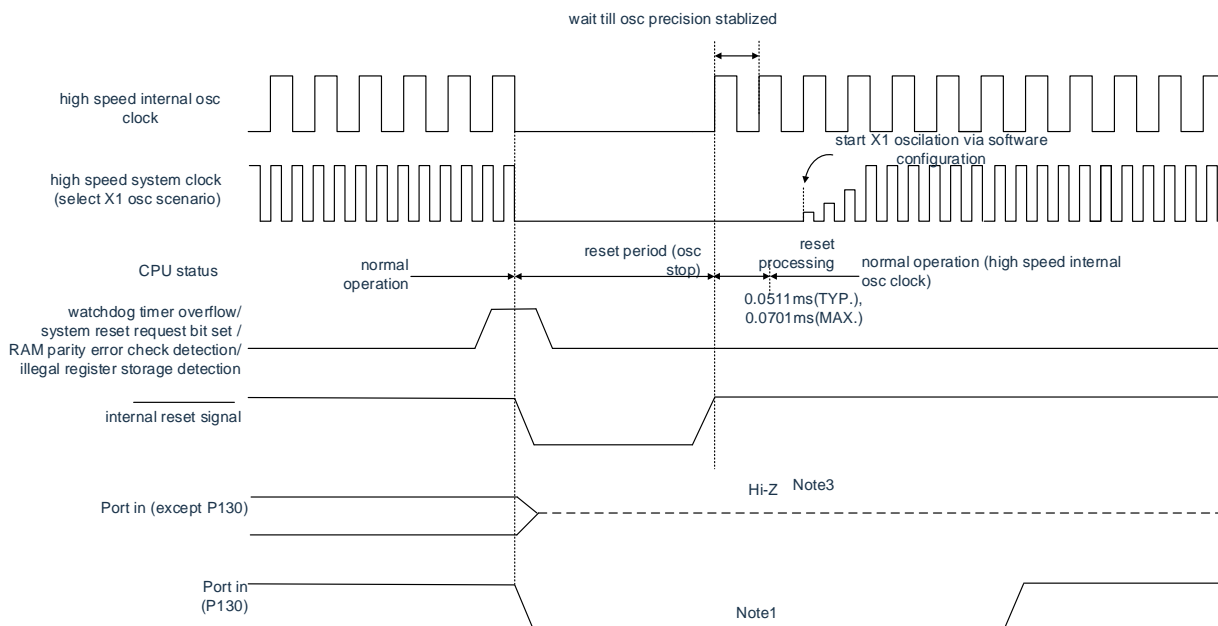 wait till osc precision stablized
high speed internal osc
clock
start X1 oscilation via software
configuration
high speed system clock
(select X1 osc scenario)
CPU status
normal
operation
reset period (osc
stop)
reset
processing
normal operation (high speed internal
osc clock)
0.0511ms(TYP.),
0.0701ms(MAX.)
watchdog timer overflow/
system reset request bit set /
RAM parity error check detection/
illegal register storage detection
internal reset signal
Hi-Z Note3
Port in (except P130)
Port in
(P130)
Note1